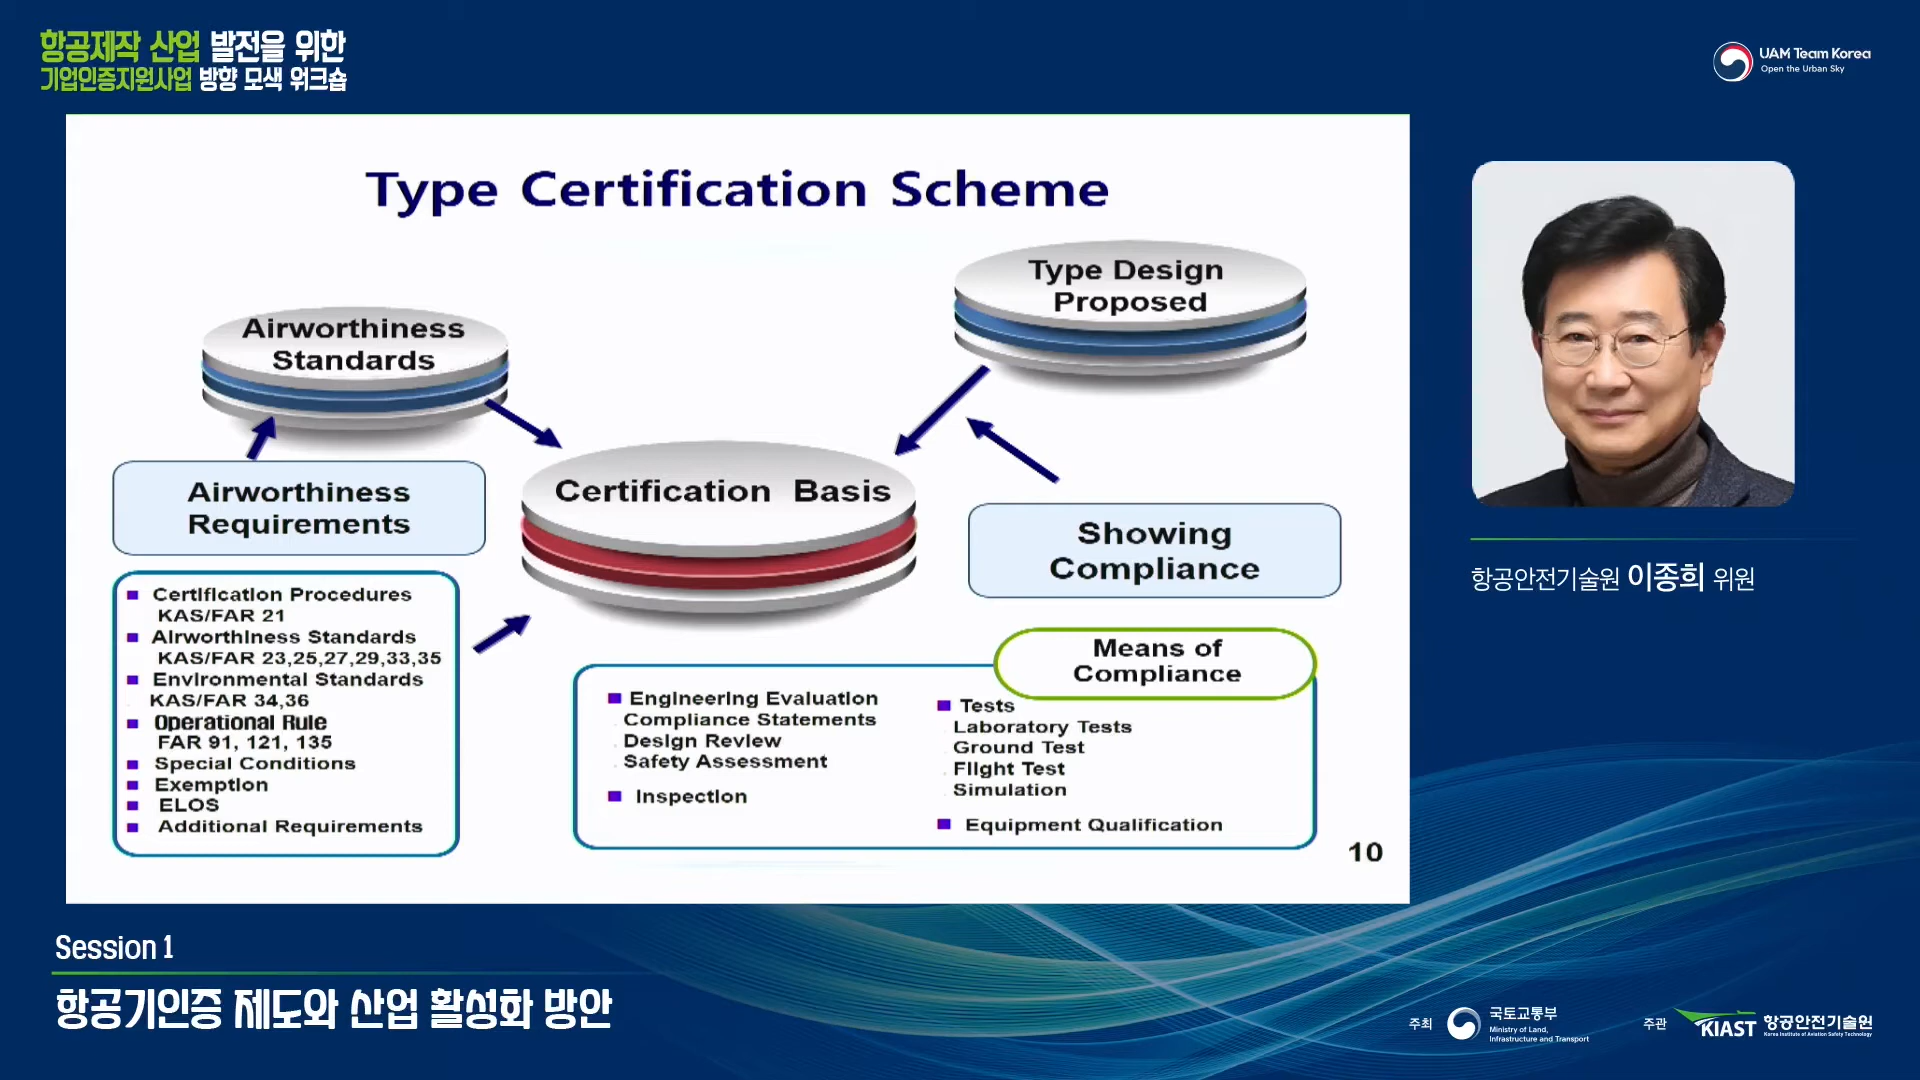 항공제작 산업 발전을 위한
기업인증지원사업 방향 모색 워크숍
UAM Team Korea
Open the Urban Sky
Type Certification Scheme
Airworthiness
Standards
Type Design
Proposed
Airworthiness
Requirements
Certification Basis
Showing
Compliance
Certification Procedures
KAS/FAR 21
Airworthiness Standards
KAS/FAR 23,25,27,29,33,35
Environmental Standards
KAS/FAR 34,36
Operational Rule
FAR 91, 121, 135
Special Conditions
Exemption
ELOS
Additional Requirements
Means of
Compliance
Engineering Evaluation
Compliance Statements
Design Review
Safety Assessment
Inspection
Tests
Laboratory Tests
Ground Test
Flight Test
Simulation
Equipment Qualification
10
항공안전기술원 이종희 위원
Session 1
항공기인증 제도와 산업 활성화 방안
주최
국토교통부
Ministry of Land,
Infrastructure and Transport
주관
KIAST 항공안전기술원
Korea Institute of Aviation Safety Technology